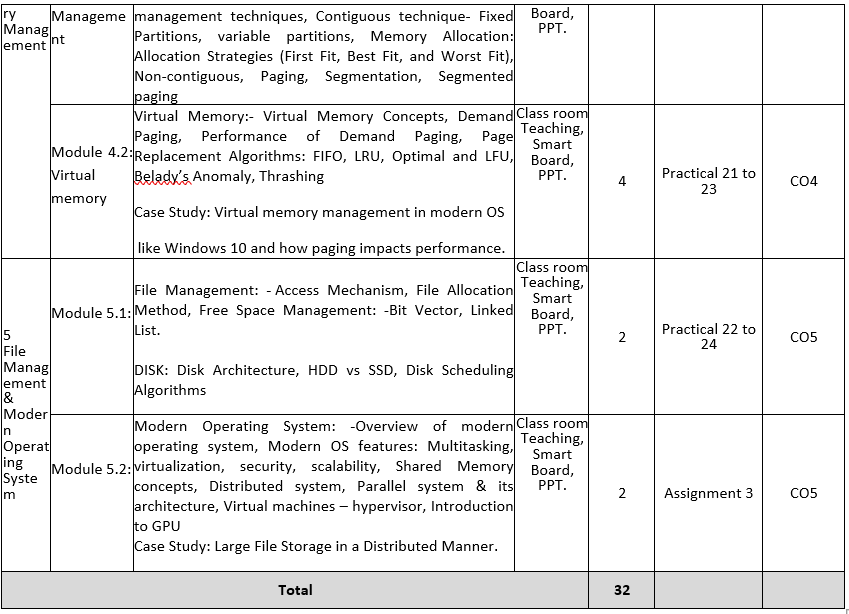 ry
Manag
ement
Manageme
nt
management techniques, Contiguous technique- Fixed
Partitions, variable partitions, Memory Allocation:
Allocation Strategies (First Fit, Best Fit, and Worst Fit),
Non-contiguous, Paging, Segmentation, Segmented
paging
Board,
PPT.
Module 4.2:
Virtual
memory
Virtual Memory:- Virtual Memory Concepts, Demand
Paging, Performance of Demand Paging, Page
Replacement Algorithms: FIFO, LRU, Optimal and LFU,
Belady’s Anomaly, Thrashing
Case Study: Virtual memory management in modern OS
like Windows 10 and how paging impacts performance.
Class room
Teaching,
Smart
Board,
PPT.
4
Practical 21 to
23
CO4
5
File
Manag
ement
&
Moder
n
Operat
ing
Syste
m
Module 5.1:
File Management: - Access Mechanism, File Allocation
Method, Free Space Management: -Bit Vector, Linked
List.
DISK: Disk Architecture, HDD vs SSD, Disk Scheduling
Algorithms
Class room
Teaching,
Smart
Board,
PPT.
2
Practical 22 to
24
CO5
Module 5.2:
Modern Operating System: -Overview of modern
operating system, Modern OS features: Multitasking,
virtualization, security, scalability, Shared Memory
concepts, Distributed system, Parallel system & its
architecture, Virtual machines – hypervisor, Introduction
to GPU
Case Study: Large File Storage in a Distributed Manner.
Class room
Teaching,
Smart
Board,
PPT.
2
Assignment 3
CO5
Total
32